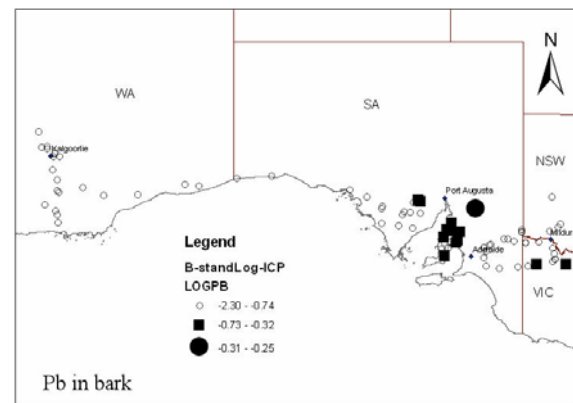 N
WA
SA
Kalgoorlie
NSW
Port Augusta
Mildura
Adelaide
VIC
Legend
B-standLog-ICP
LOGPB
-2.30 - -0.74
-0.73 - -0.32
-0.31 - -0.25
Pb in bark